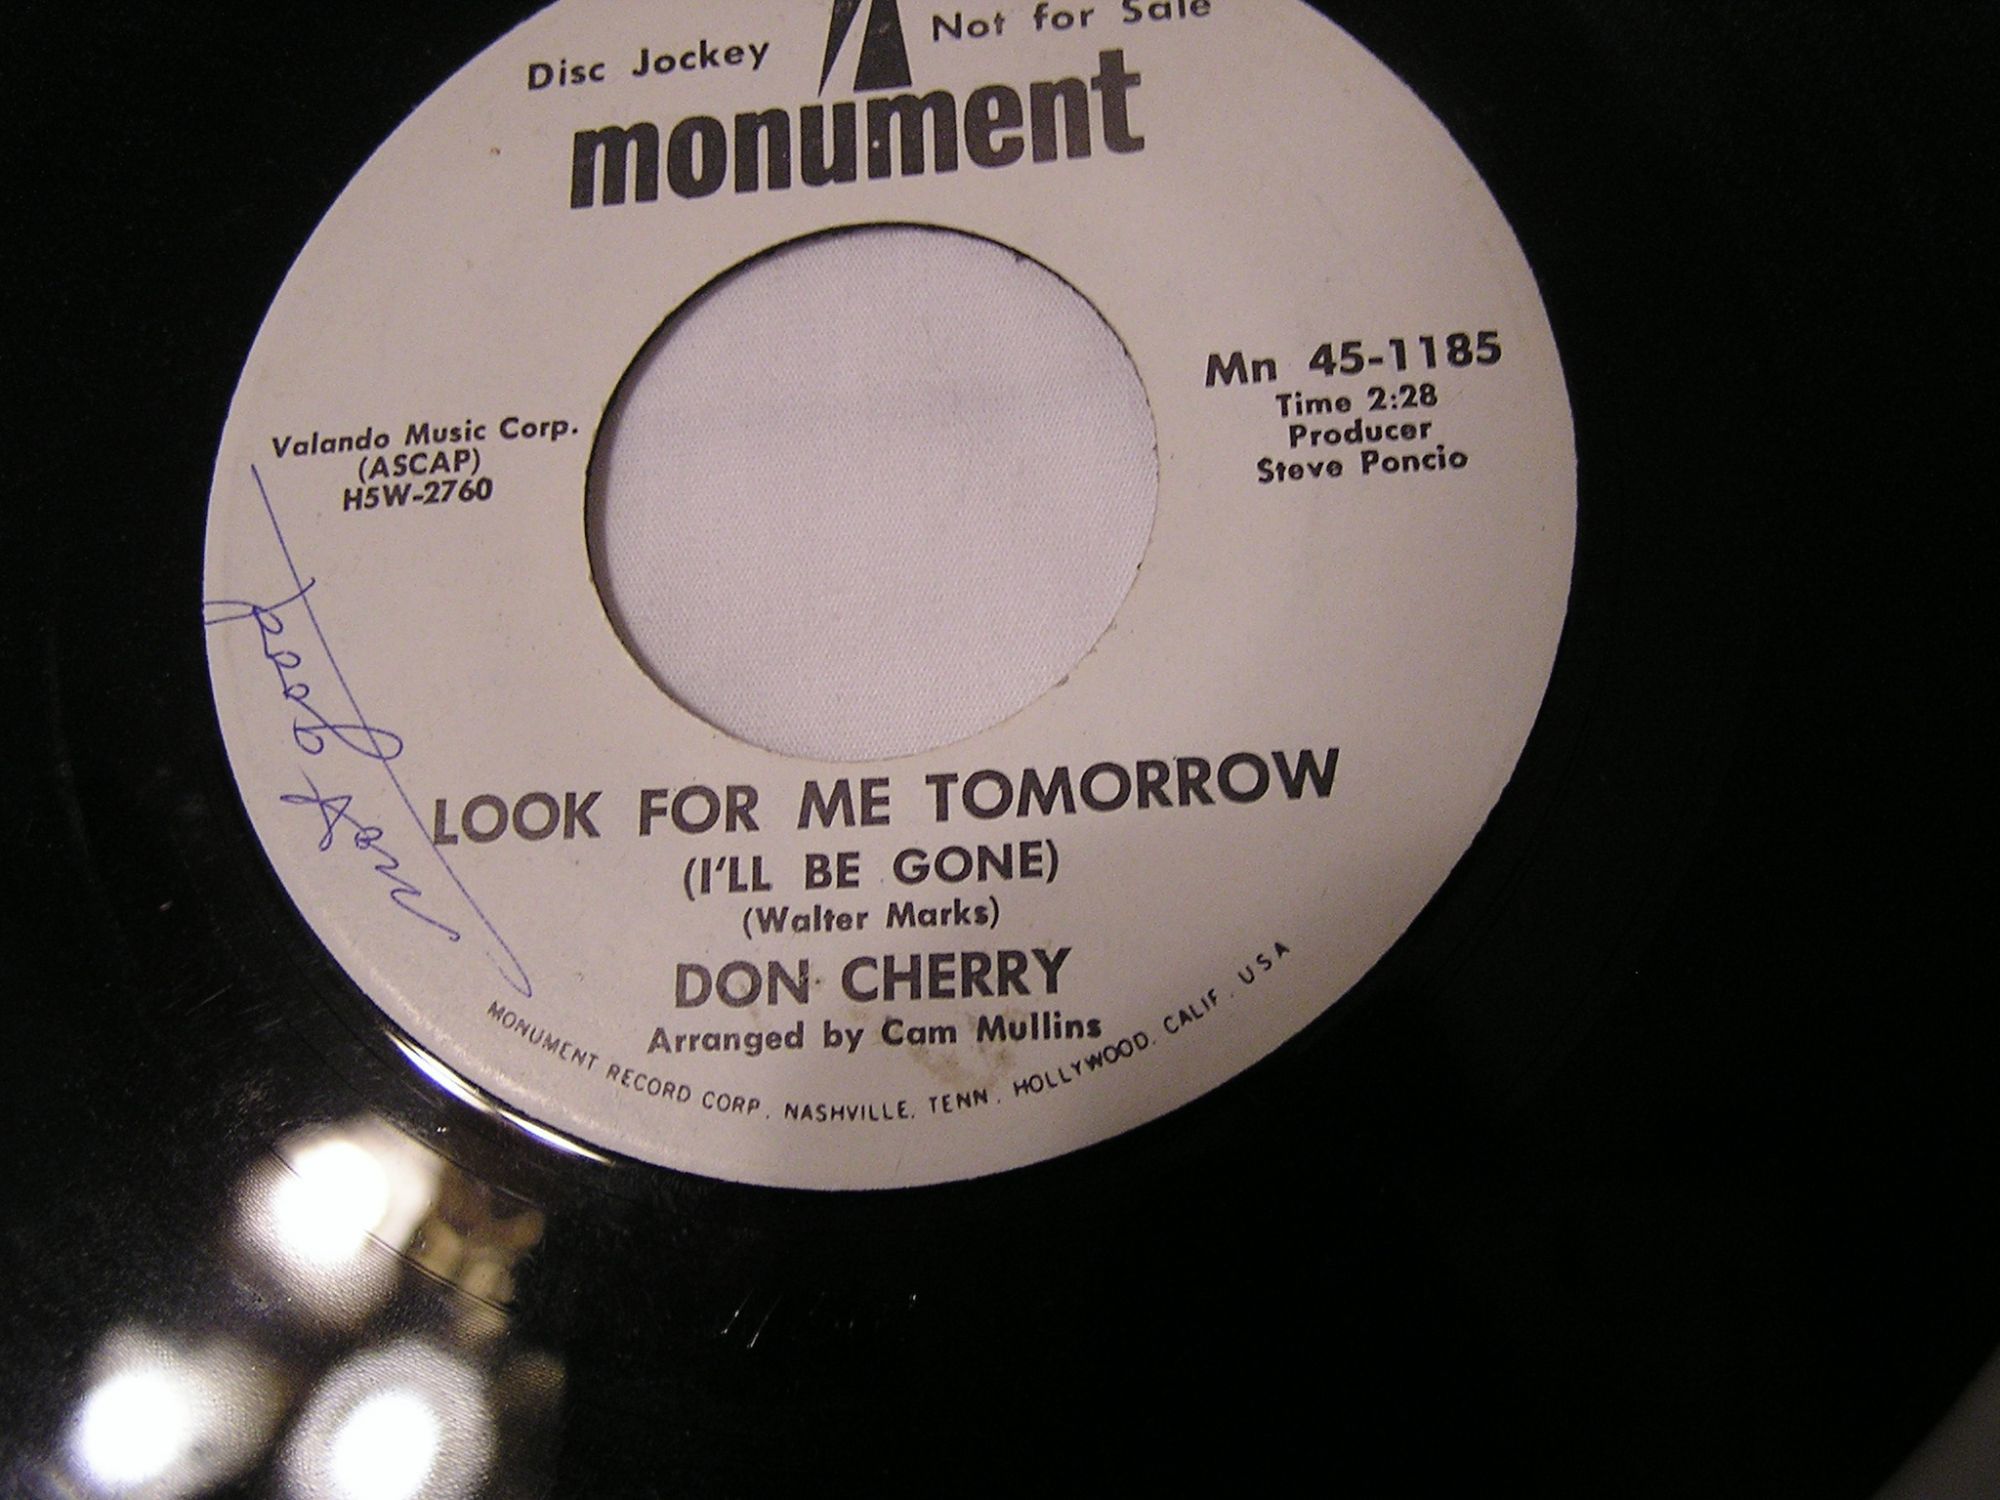 Disc Jockey Not for Sale
monument
Mn 45-1185
Time 2:28
Producer
Steve Poncio
Valando Music Corp.
(ASCAP)
H5W-2760
LOOK FOR ME TOMORROW
(I'LL BE GONE)
(Walter Marks)
DON CHERRY
Arranged by Cam Mullins
MONUMENT RECORD CORP. NASHVILLE, TENN. HOLLYWOOD, CALIF. USA